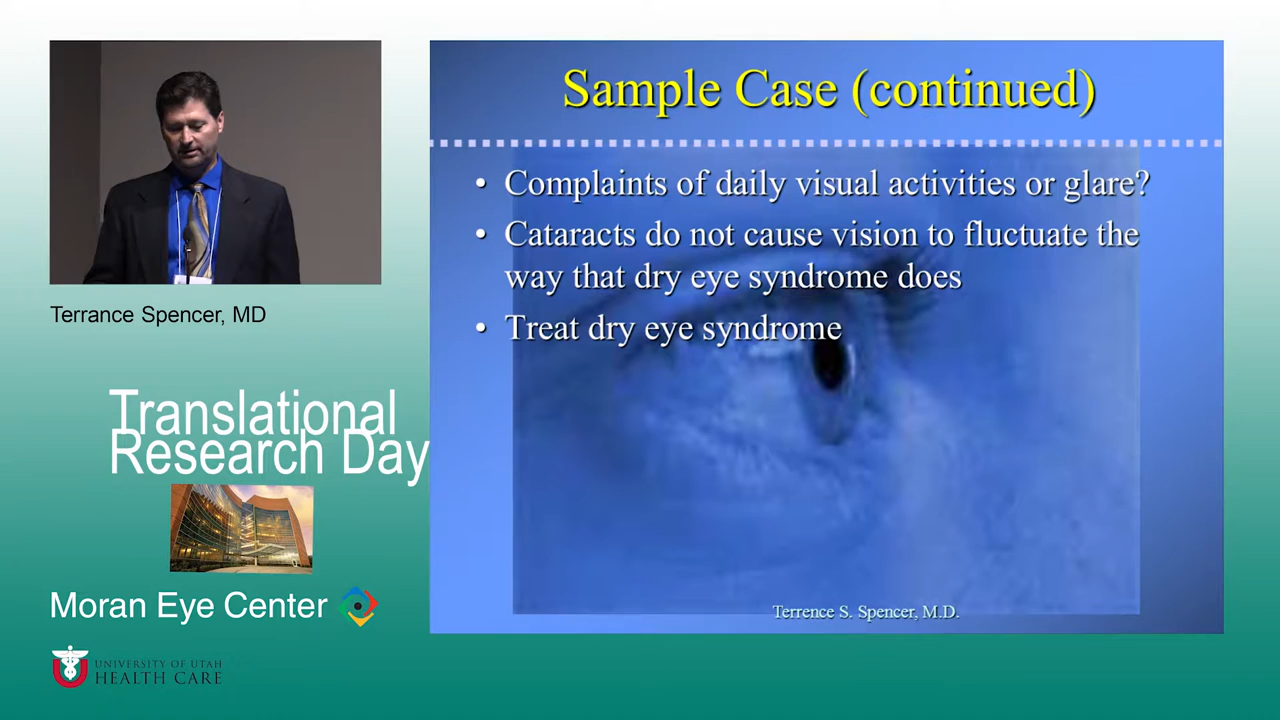 Terrance Spencer, MD
Translational
Research Day
Moran Eye Center
UNIVERSITY OF UTAH
HEALTH CARE
Sample Case (continued)
• Complaints of daily visual activities or glare?
• Cataracts do not cause vision to fluctuate the
way that dry eye syndrome does
• Treat dry eye syndrome
Terrence S. Spencer, M.D.